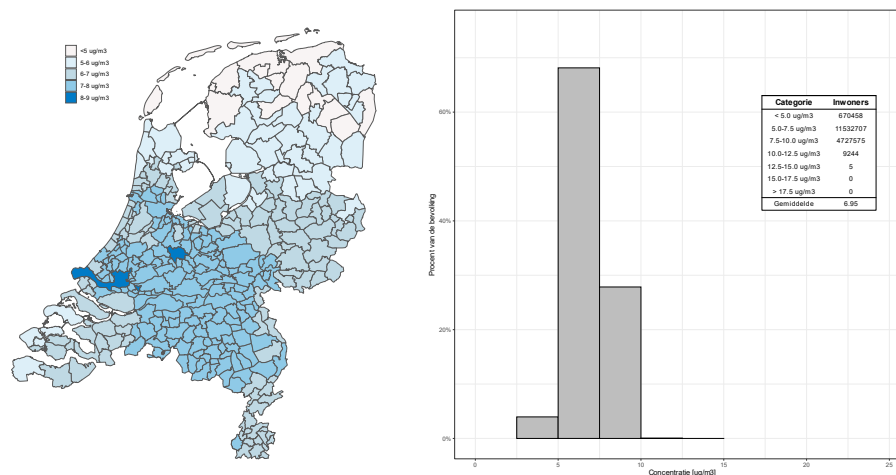 <5 ug/m3
5-6 ug/m3
6-7 ug/m3
7-8 ug/m3
8-9 ug/m3
Procent van de bevolking
60%
40%
20%
0%
Categorie Inwoners
< 5.0 ug/m3 670458
5.0-7.5 ug/m3 11532707
7.5-10.0 ug/m3 4727575
10.0-12.5 ug/m3 9244
12.5-15.0 ug/m3 5
15.0-17.5 ug/m3 0
> 17.5 ug/m3 0
Gemiddelde 6.95
0 5 10 15 20 25
Concentratie [ug/m3]